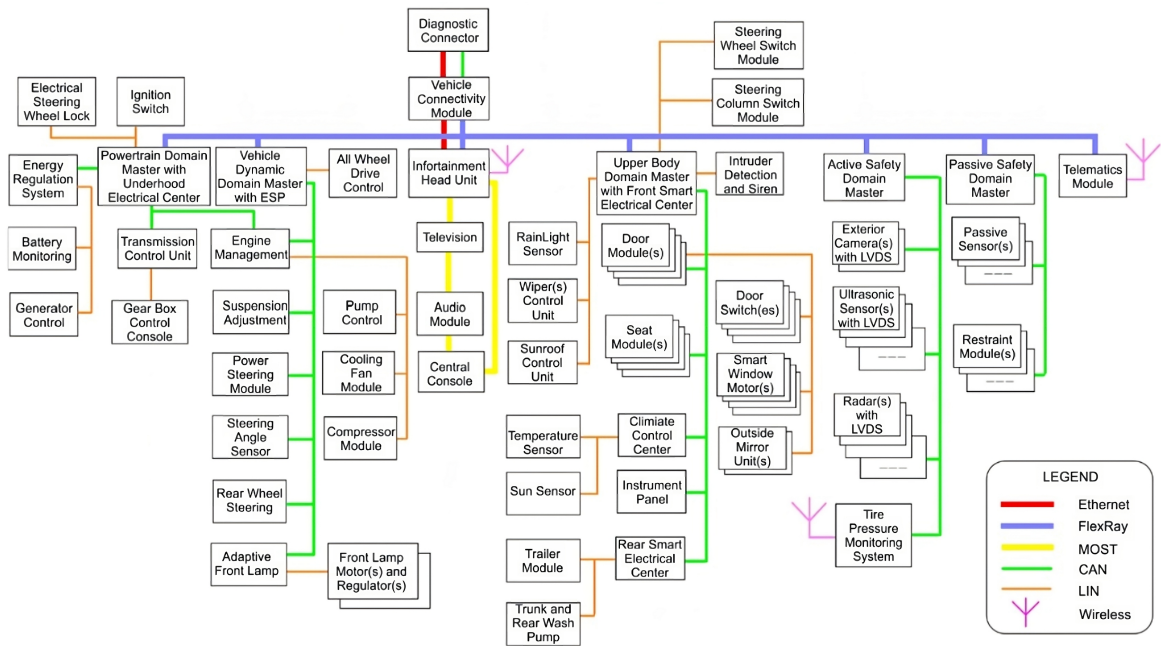 Diagnostic
Connector
Steering
Wheel Switch
Module
Electrical
Steering
Wheel Lock
Ignition
Switch
Vehicle
Connectivity
Module
Steering
Column Switch
Module
Energy
Regulation
System
Powertrain Domain
Master with
Underhood
Electrical Center
Vehicle
Dynamic
Domain Master
with ESP
All Wheel
Drive
Control
Infortainment
Head Unit
Upper Body
Domain Master
with Front Smart
Electrical Center
Intruder
Detection
and Siren
Active Safety
Domain
Master
Passive Safety
Domain
Master
Telematics
Module
Battery
Monitoring
Transmission
Control Unit
Engine
Management
Television
RainLight
Sensor
Door
Module(s)
Exterior
Camera(s)
with LVDS
Passive
Sensor(s)
Generator
Control
Gear Box
Control
Console
Suspension
Adjustment
Pump
Control
Audio
Module
Wiper(s)
Control
Unit
Door
Switch(es)
Ultrasonic
Sensor(s)
with LVDS
Seat
Module(s)
Restraint
Module(s)
Power
Steering
Module
Cooling
Fan
Module
Central
Console
Sunroof
Control
Unit
Smart
Window
Motor(s)
Steering
Angle
Sensor
Compressor
Module
Temperature
Sensor
Climiate
Control
Center
Outside
Mirror
Unit(s)
Radar(s)
with
LVDS
Rear Wheel
Steering
Sun Sensor
Instrument
Panel
Tire
Pressure
Monitoring
System
Adaptive
Front Lamp
Front Lamp
Motor(s) and
Regulator(s)
Trailer
Module
Rear Smart
Electrical
Center
Trunk and
Rear Wash
Pump
LEGEND
Ethernet
FlexRay
MOST
CAN
LIN
Wireless